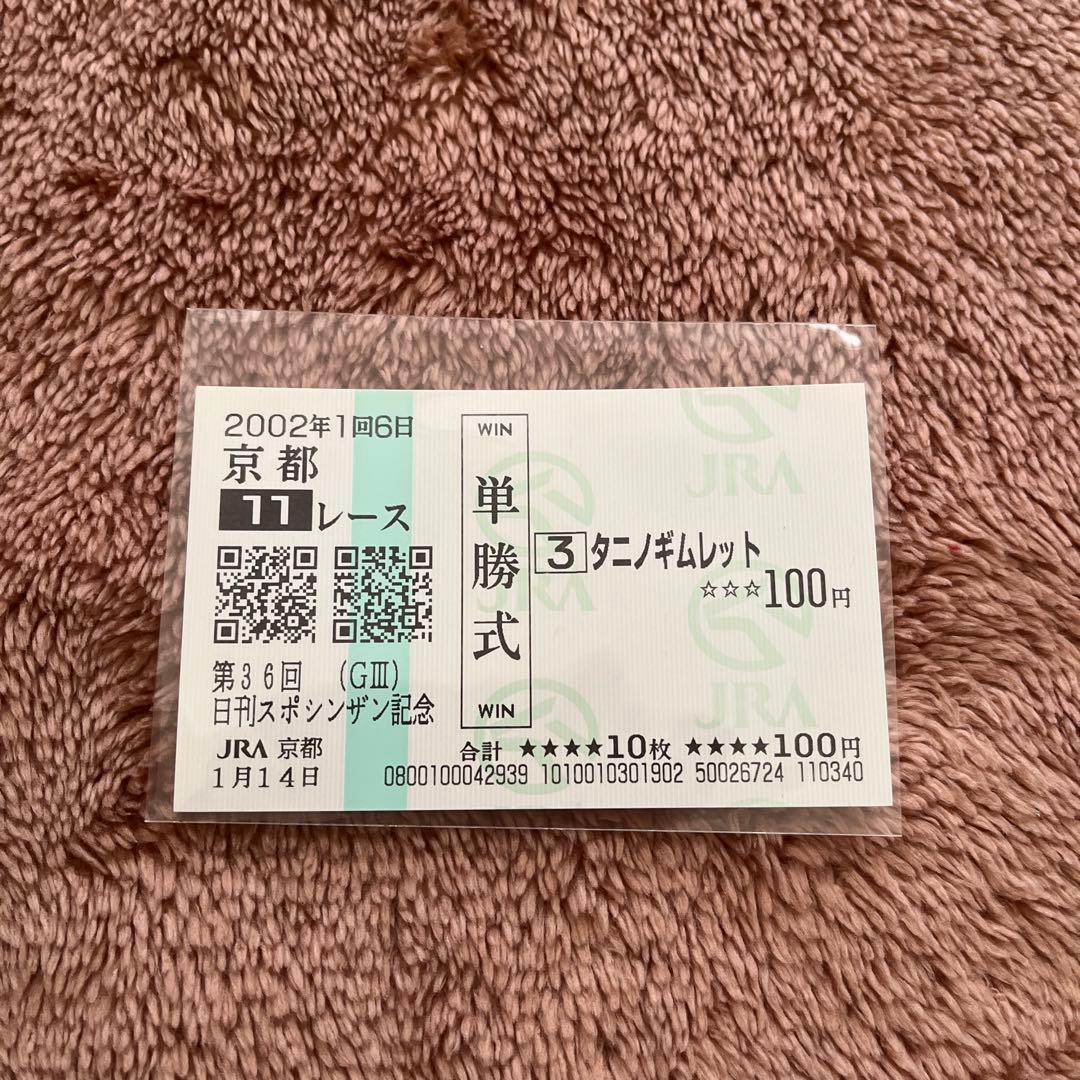 2002年1回6日
京都
11レース
第36回 (GⅢ)
日刊スポシンザン記念
JRA 京都
1月14日
WIN
単勝式
WIN
3 タニノギムレット
☆☆☆100円
合計 ★★★★10枚 ★★★★100円
0800100042939 1010010301902 50026724 110340
JRA
JRA
JRA